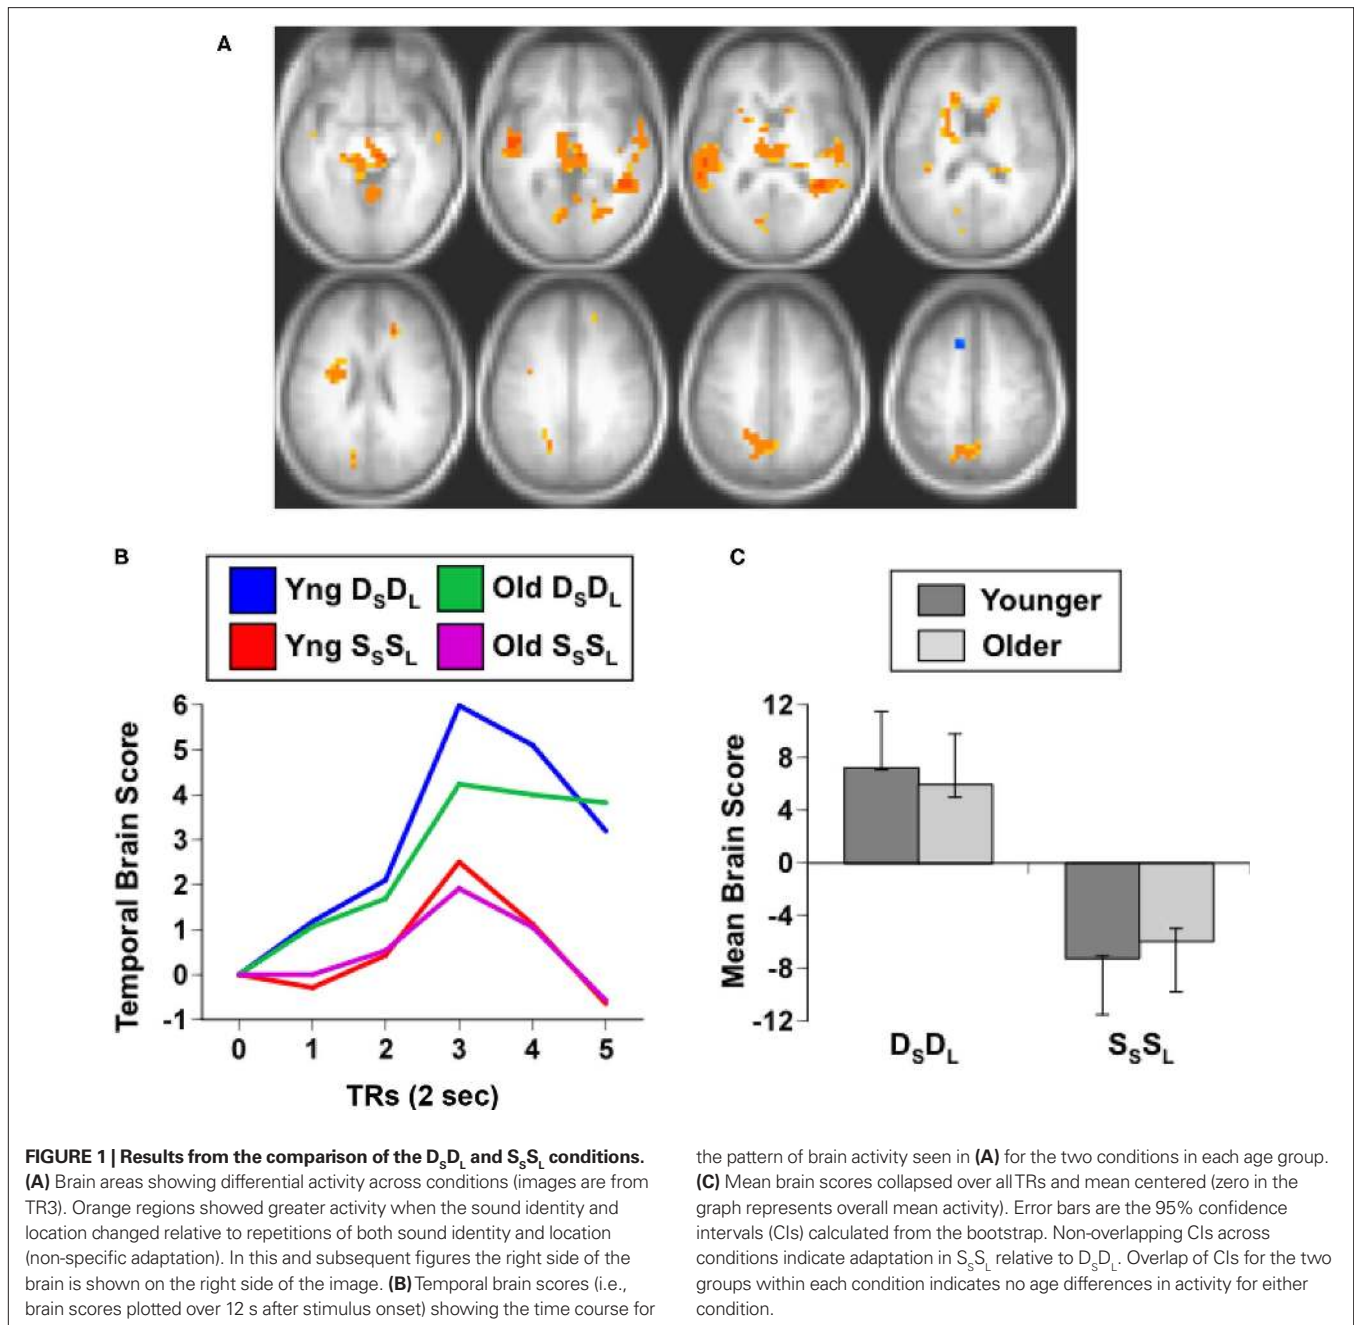 A
B
C
Yng DSDL
Old DSDL
Yng SSSL
Old SSSL
Younger
Older
Temporal Brain Score
6
5
4
3
2
1
0
-1
0 1 2 3 4 5
TRs (2 sec)
Mean Brain Score
12
8
4
0
-4
-8
-12
DSDL SSSL
FIGURE 1 | Results from the comparison of the DSDL and SSSL conditions.
(A) Brain areas showing differential activity across conditions (images are from
TR3). Orange regions showed greater activity when the sound identity and
location changed relative to repetitions of both sound identity and location
(non-specific adaptation). In this and subsequent figures the right side of the
brain is shown on the right side of the image. (B) Temporal brain scores (i.e.,
brain scores plotted over 12 s after stimulus onset) showing the time course for
the pattern of brain activity seen in (A) for the two conditions in each age group.
(C) Mean brain scores collapsed over all TRs and mean centered (zero in the
graph represents overall mean activity). Error bars are the 95% confidence
intervals (CIs) calculated from the bootstrap. Non-overlapping CIs across
conditions indicate adaptation in SSSL relative to DSDL. Overlap of CIs for the two
groups within each condition indicates no age differences in activity for either
condition.